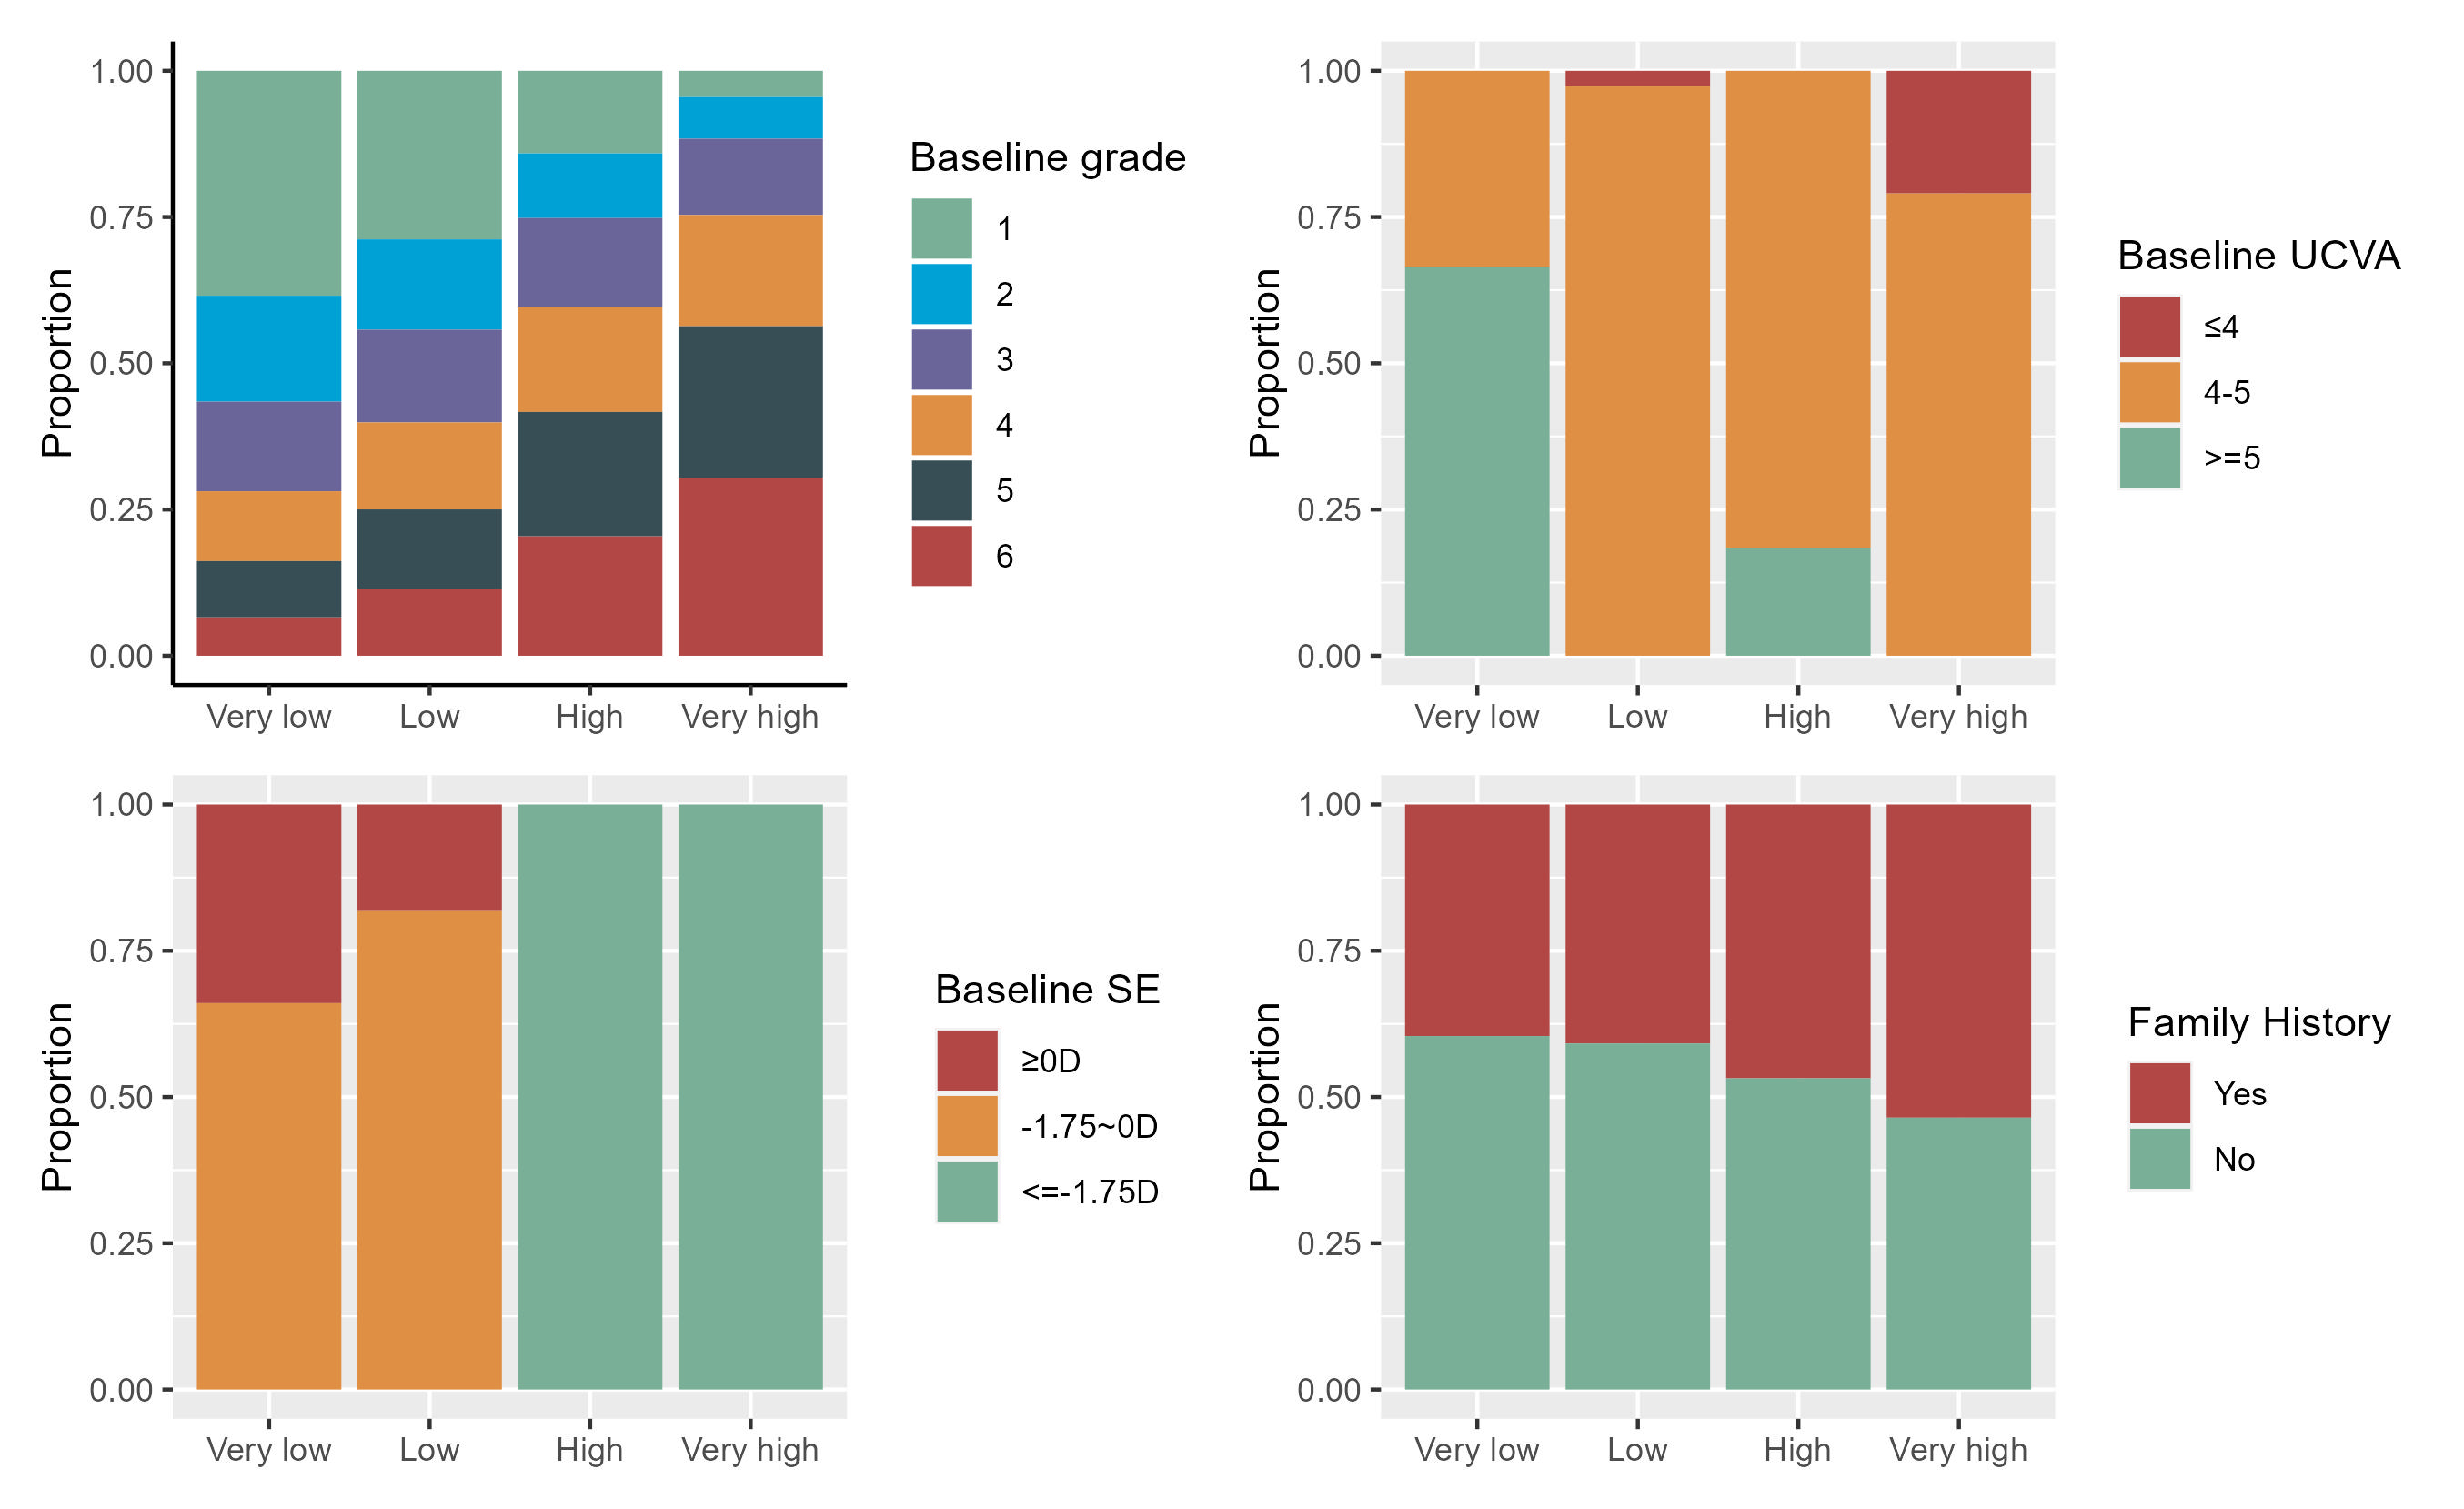 Proportion
1.00
0.75
0.50
0.25
0.00
Very low
Low
High
Very high
Baseline grade
1
2
3
4
5
6
Proportion
1.00
0.75
0.50
0.25
0.00
Very low
Low
High
Very high
Baseline UCVA
≤4
4-5
>=5
Proportion
1.00
0.75
0.50
0.25
0.00
Very low
Low
High
Very high
Baseline SE
≥0D
-1.75~0D
<=-1.75D
Proportion
1.00
0.75
0.50
0.25
0.00
Very low
Low
High
Very high
Family History
Yes
No